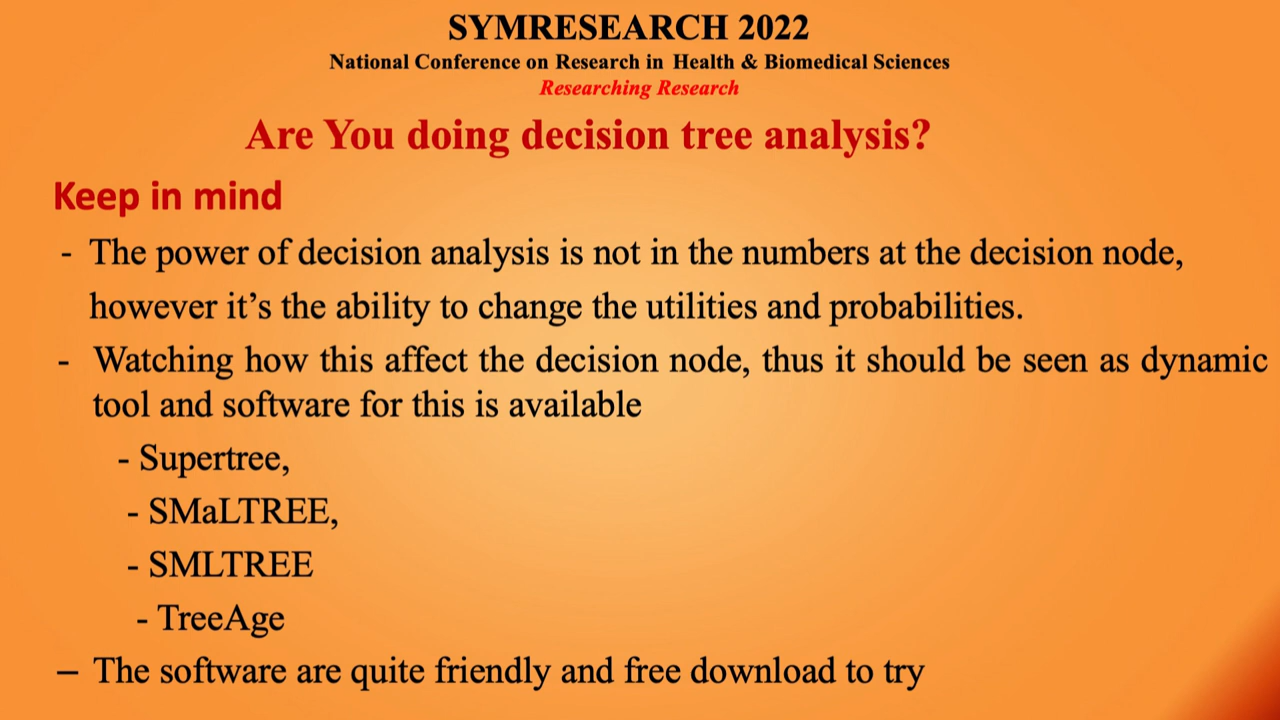 SYMRESEARCH 2022
National Conference on Research in Health & Biomedical Sciences
Researching Research
Are You doing decision tree analysis?
Keep in mind
- The power of decision analysis is not in the numbers at the decision node,
however it’s the ability to change the utilities and probabilities.
- Watching how this affect the decision node, thus it should be seen as dynamic
tool and software for this is available
- Supertree,
- SMaLTREE,
- SMLTREE
- TreeAge
– The software are quite friendly and free download to try